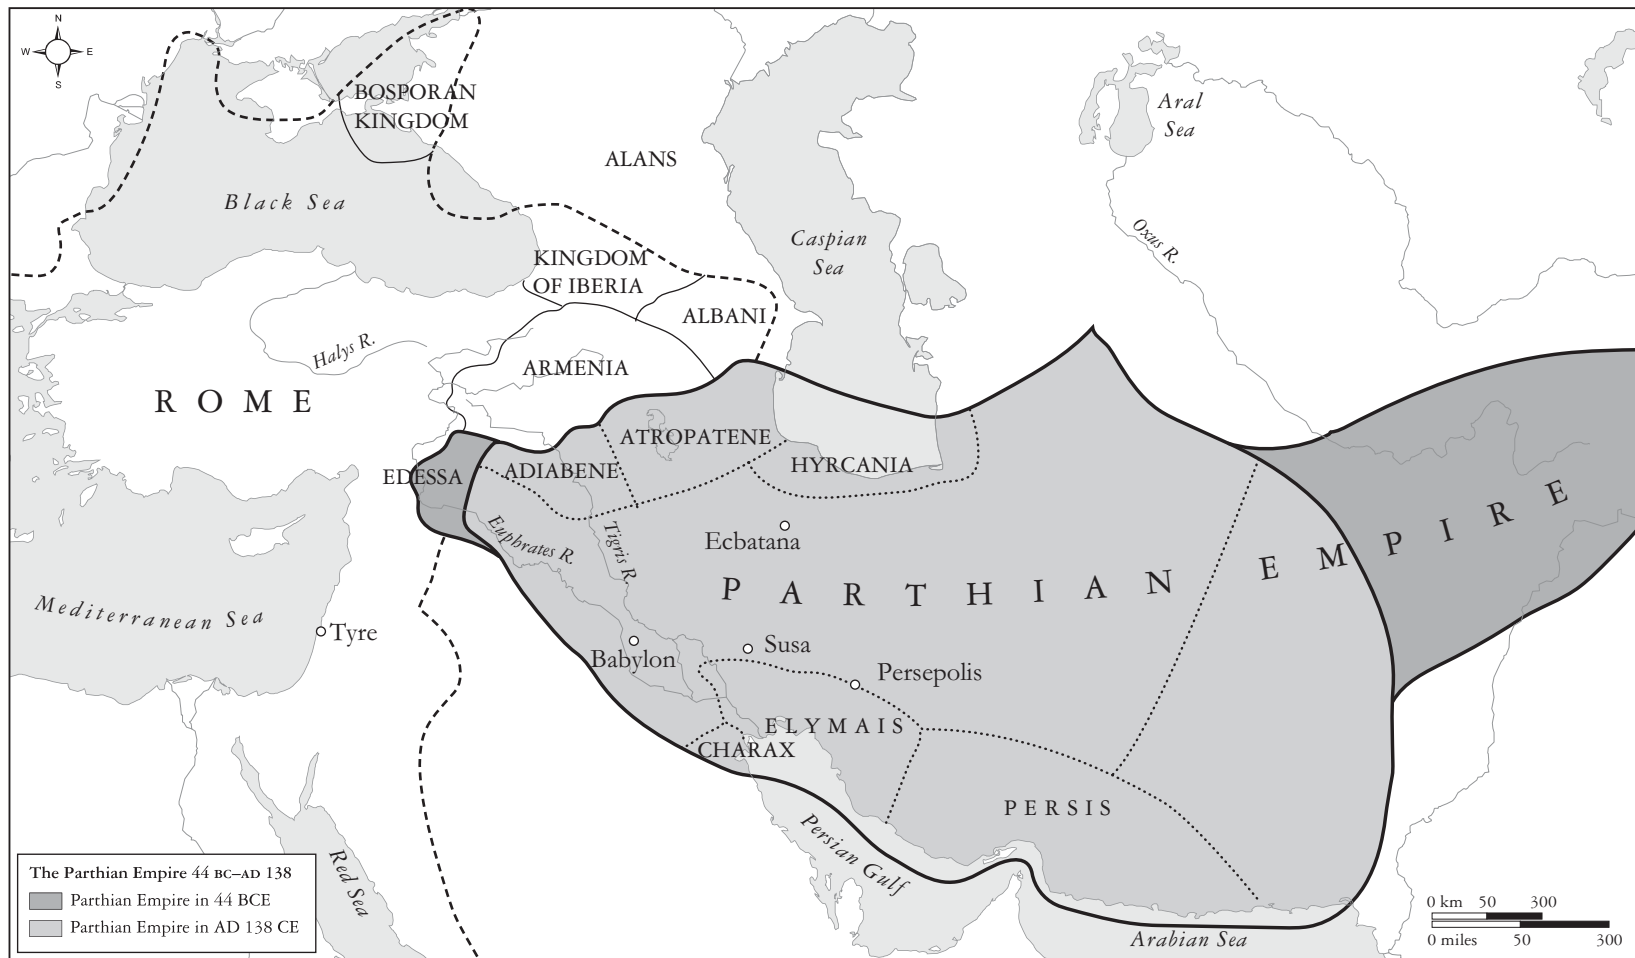 N
W E
S
BOSPORAN
KINGDOM
Aral
Sea
ALANS
Black Sea
Oxus R.
Caspian
Sea
KINGDOM
OF IBERIA
ALBANI
Halys R.
ARMENIA
ROME
ATROPATENE
EDESSA
ADIABENE
HYRCANIA
Euphrates R.
Tigris R.
Ecbatana
PARTHIAN EMPIRE
Mediterranean Sea
Tyre
Babylon
Susa
Persepolis
ELYMAIS
CHARAX
PERSIS
Persian Gulf
Red Sea
Arabian Sea
The Parthian Empire 44 BC–AD 138
Parthian Empire in 44 BCE
Parthian Empire in AD 138 CE
0 km 50 300
0 miles 50 300